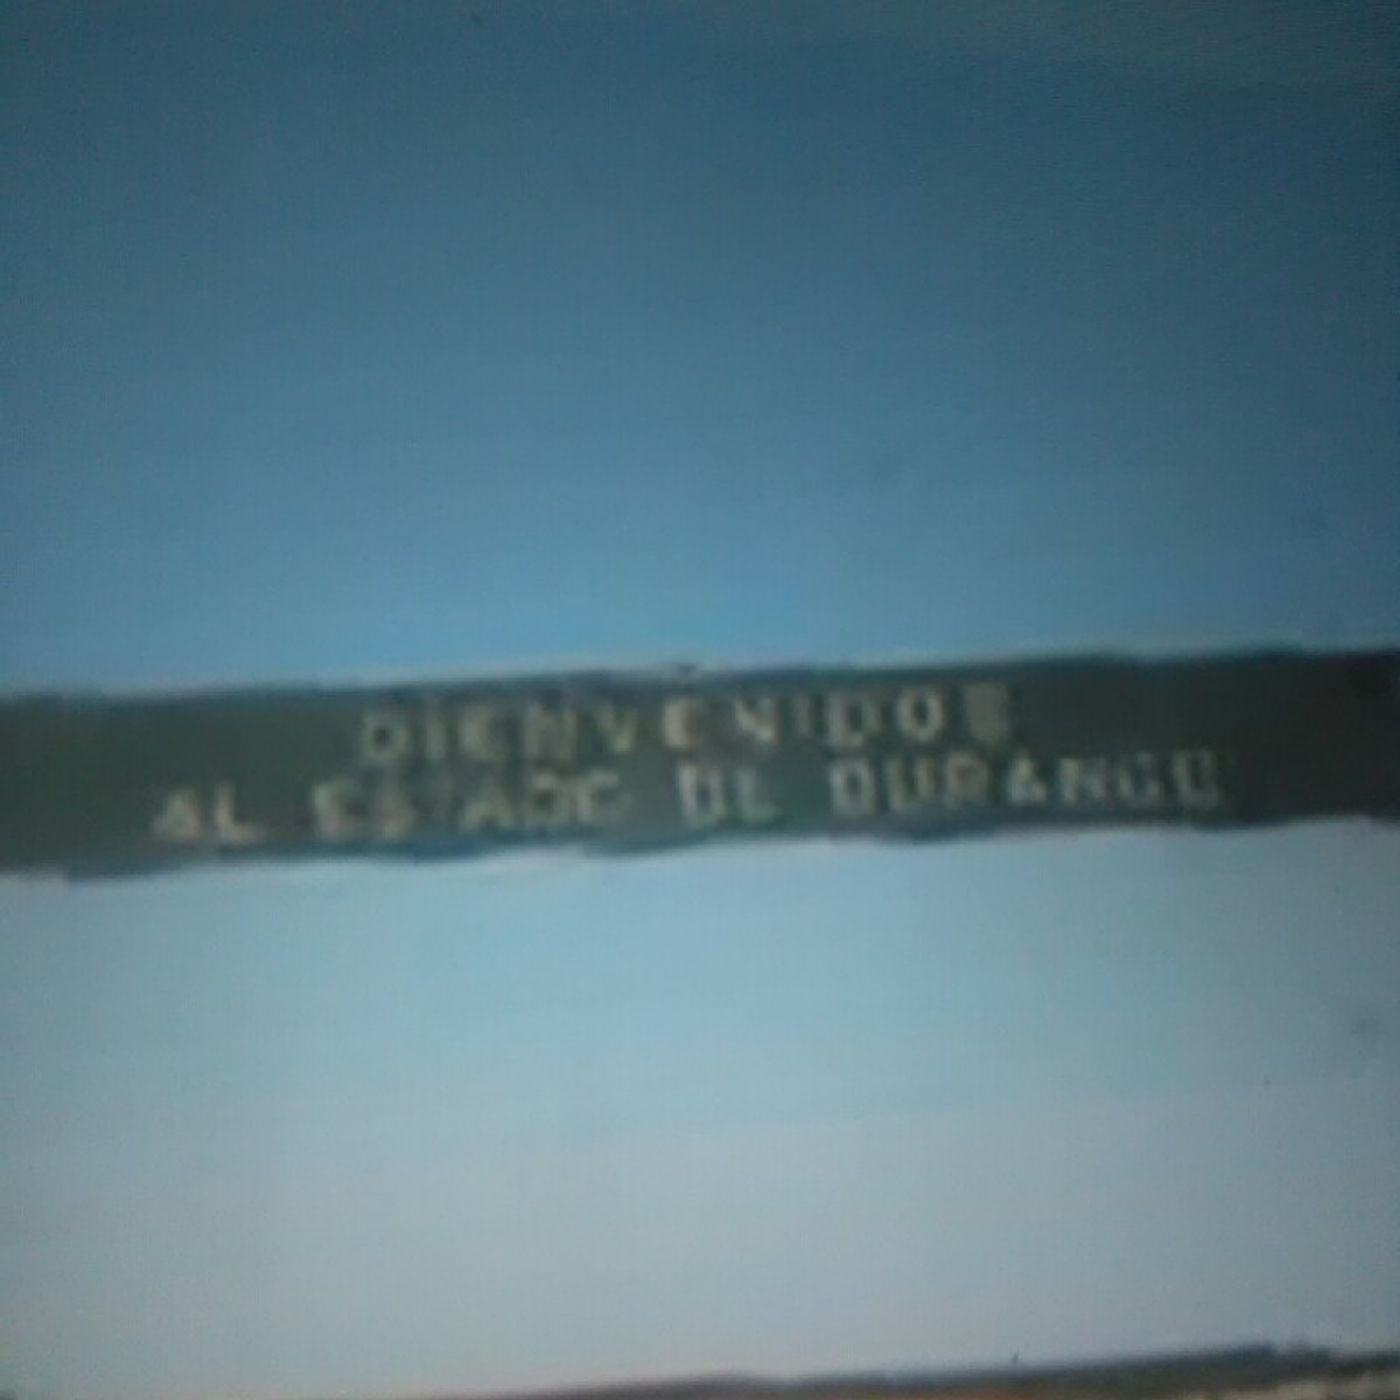 BIENVENIDOS
AL ESTADO DE DURANGO